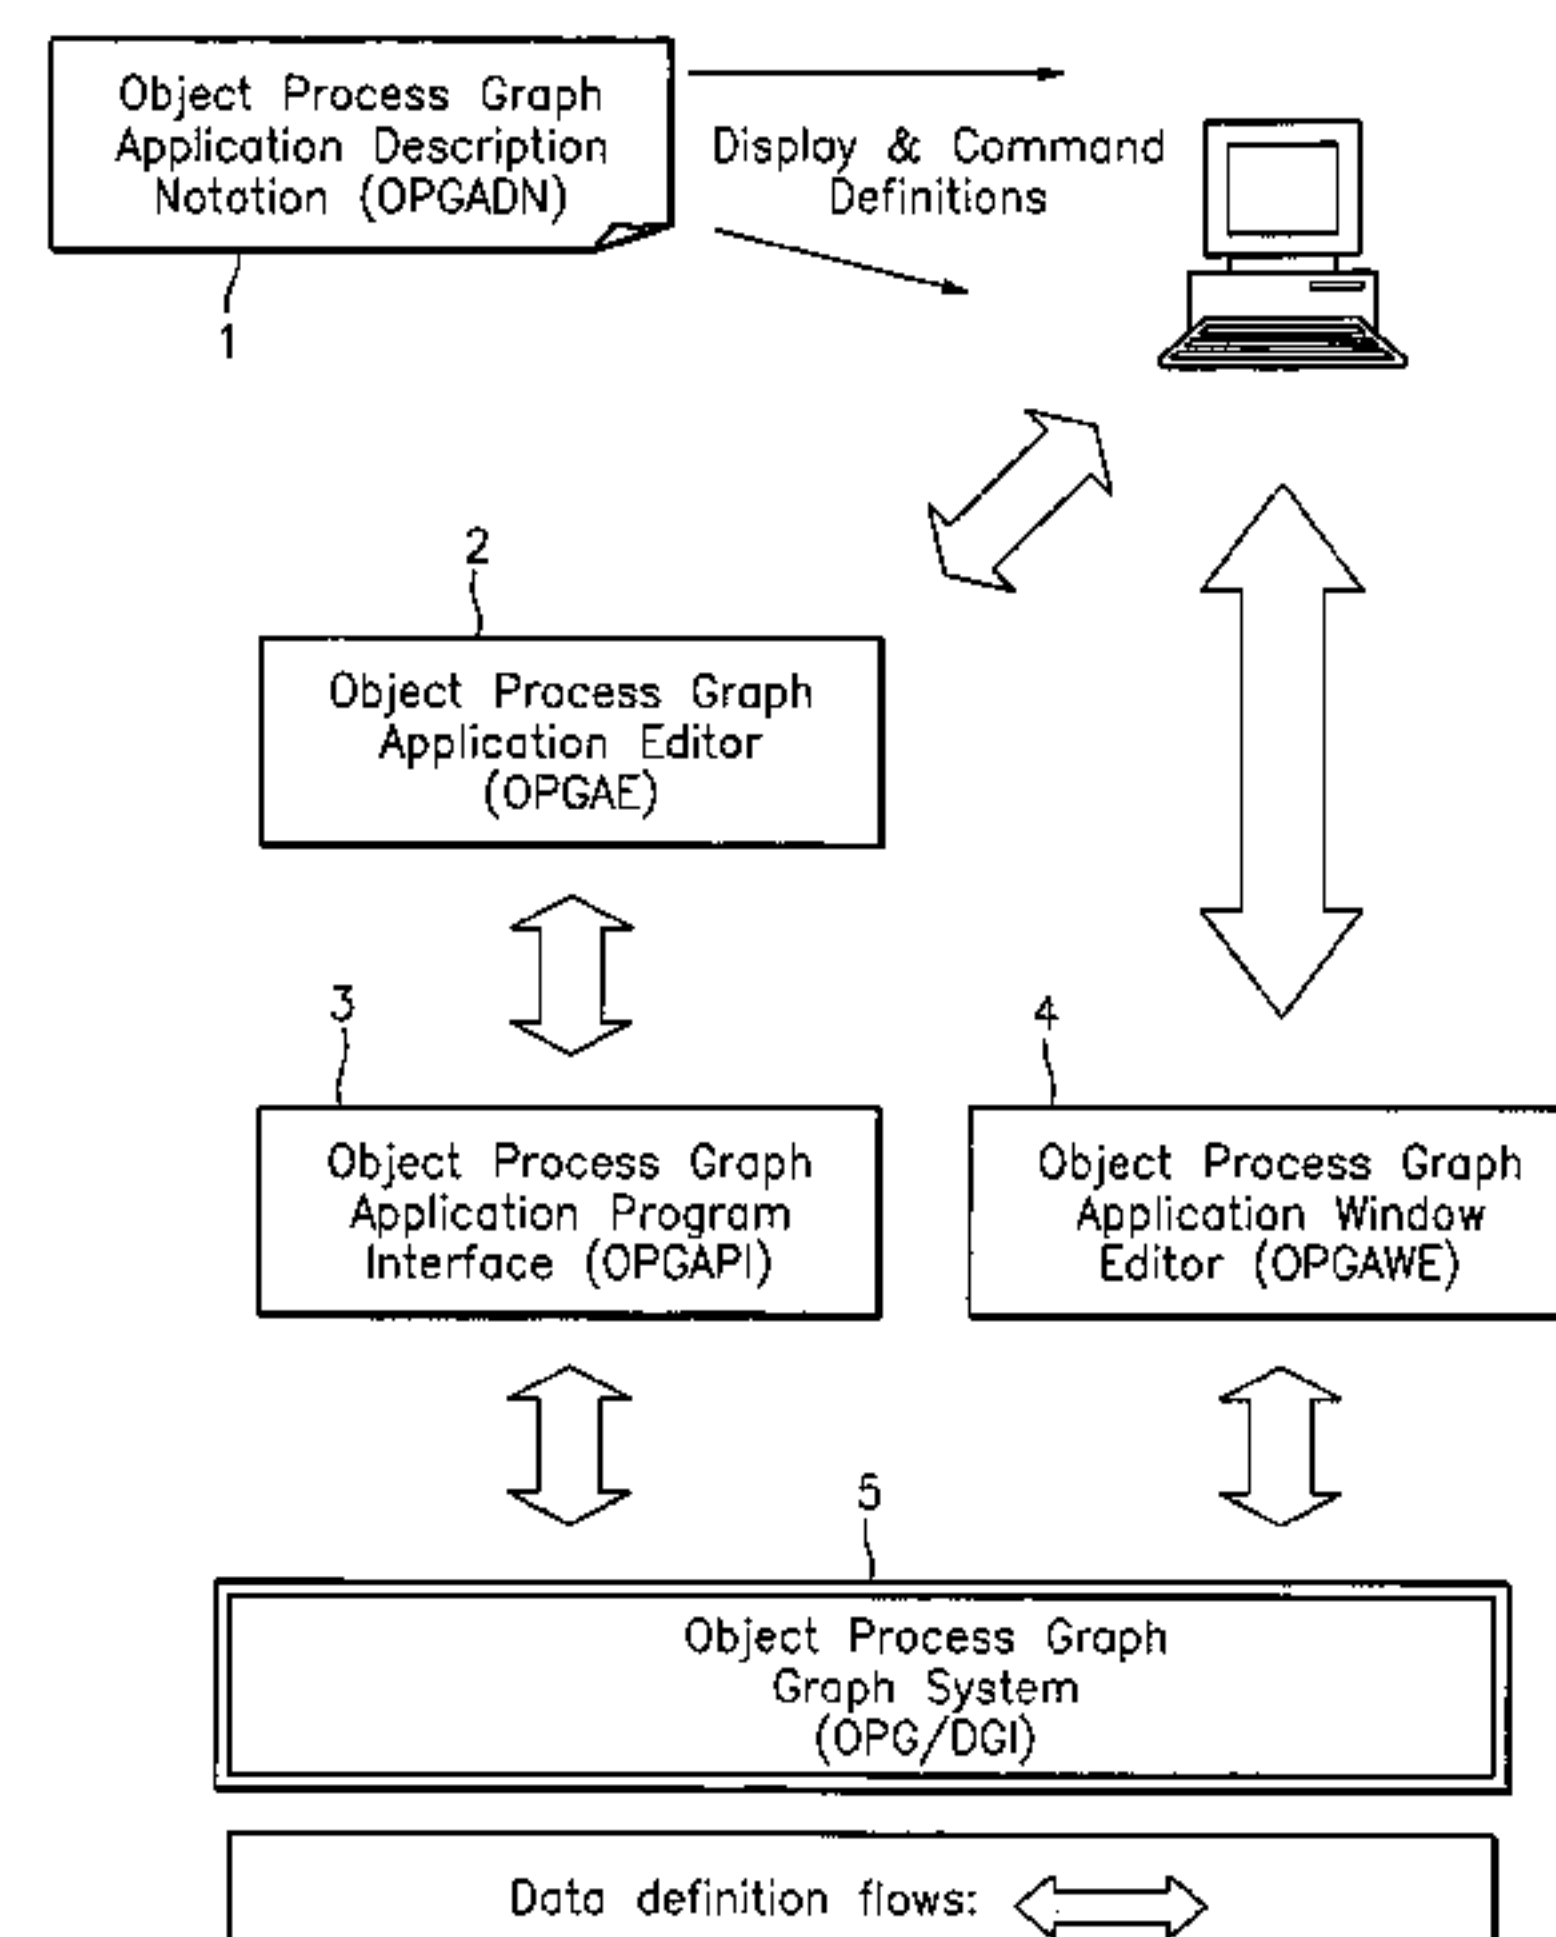 Object Process Graph
Application Description
Notation (OPGADN)
Display & Command
Definitions
1
2
Object Process Graph
Application Editor
(OPGAE)
3
4
Object Process Graph
Application Program
Interface (OPGAPI)
Object Process Graph
Application Window
Editor (OPGAWE)
5
Object Process Graph
Graph System
(OPG/DGI)
Data definition flows: